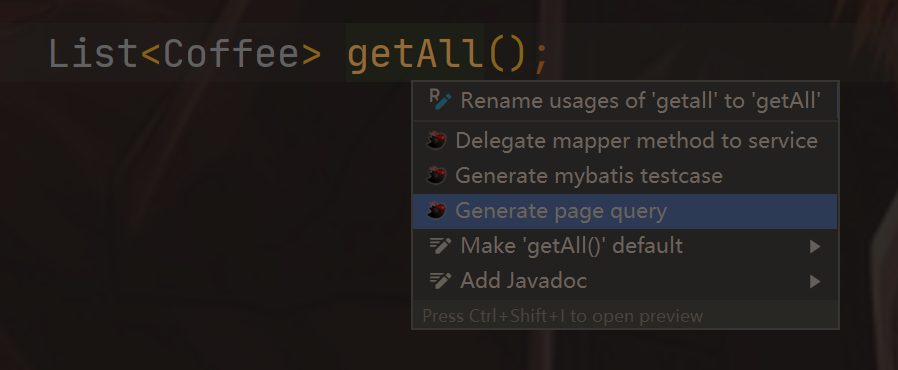 List<Coffee> getAll();
Rename usages of 'getall' to 'getAll'
Delegate mapper method to service
Generate mybatis testcase
Generate page query
Make 'getAll()' default
Add Javadoc
Press Ctrl+Shift+I to open preview